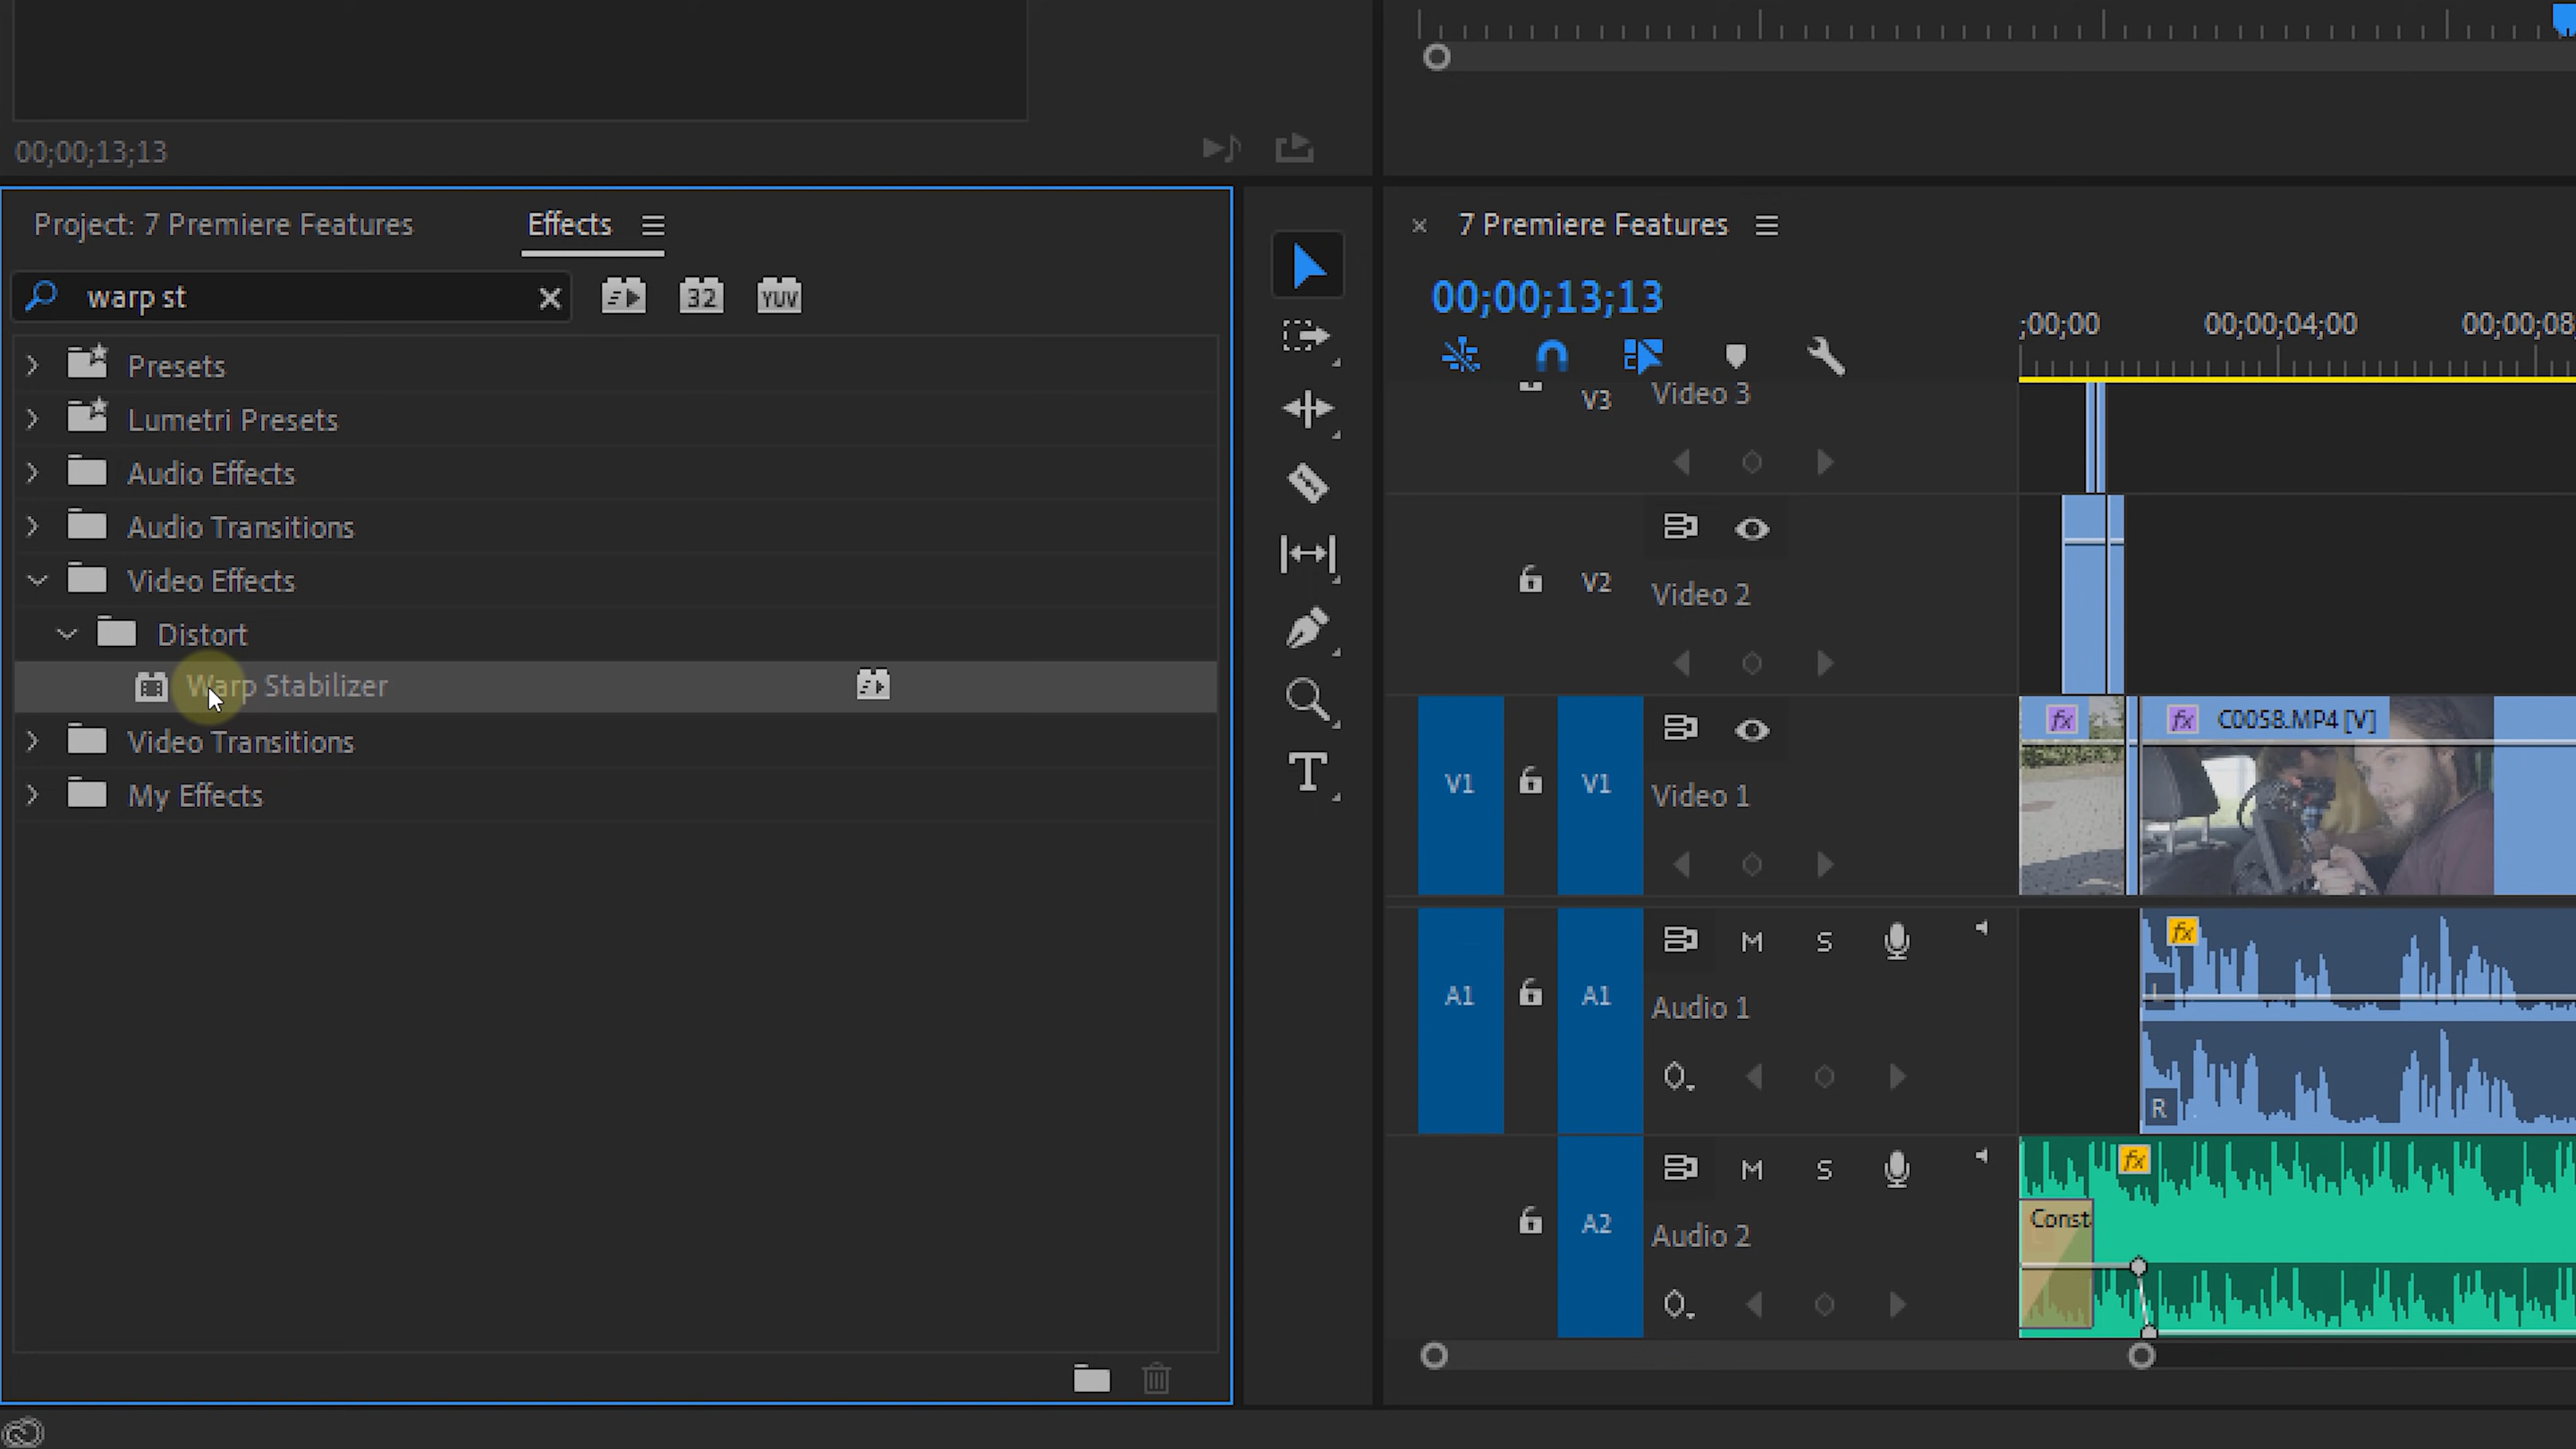 00;00;13;13
Project: 7 Premiere Features
Effects
warp st
32
YUV
Presets
Lumetri Presets
Audio Effects
Audio Transitions
Video Effects
Distort
Warp Stabilizer
Video Transitions
My Effects
7 Premiere Features
00;00;13;13
;00;00
00;00;04;00
00;00;08
V3
Video 3
V2
Video 2
fx
fx
C0058.MP4 [V]
V1
V1
Video 1
fx
A1
A1
M
S
Audio 1
L
R
fx
A2
M
S
Audio 2
Const